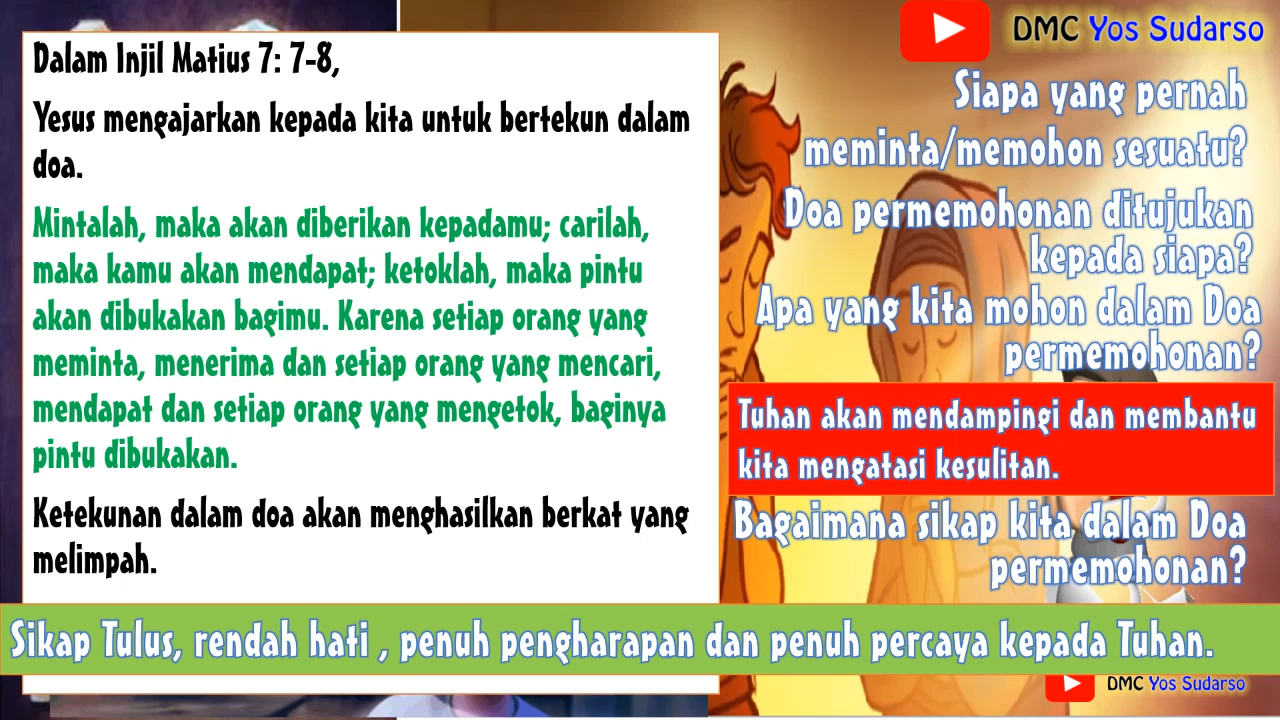 Dalam Injil Matius 7: 7-8,
Yesus mengajarkan kepada kita untuk bertekun dalam
doa.
Mintalah, maka akan diberikan kepadamu; carilah,
maka kamu akan mendapat; ketoklah, maka pintu
akan dibukakan bagimu. Karena setiap orang yang
meminta, menerima dan setiap orang yang mencari,
mendapat dan setiap orang yang mengetok, baginya
pintu dibukakan.
Ketekunan dalam doa akan menghasilkan berkat yang
melimpah.
DMC Yos Sudarso
Siapa yang pernah
meminta/memohon sesuatu?
Doa permemohonan ditujukan
kepada siapa?
Apa yang kita mohon dalam Doa
permemohonan?
Tuhan akan mendampingi dan membantu
kita mengatasi kesulitan.
Bagaimana sikap kita dalam Doa
permemohonan?
Sikap Tulus, rendah hati , penuh pengharapan dan penuh percaya kepada Tuhan.
DMC Yos Sudarso